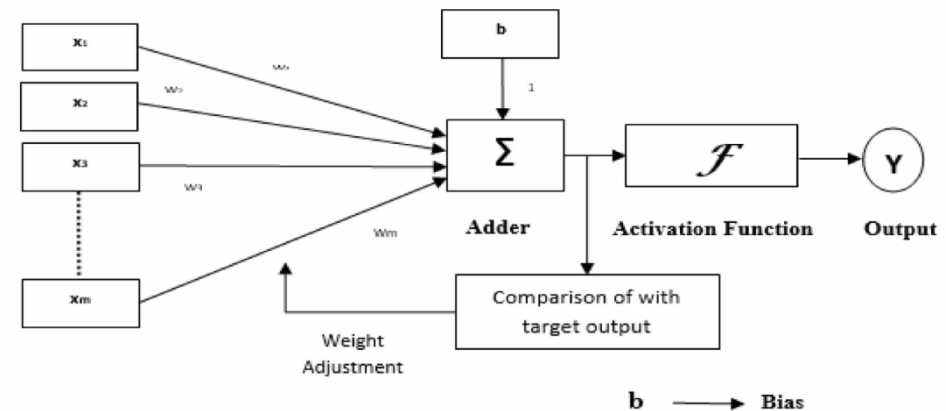 x1
x2
x3
xm
b
1
W2
W3
Wm
Σ
ℱ
Y
Adder
Activation Function
Output
Comparison of with
target output
Weight
Adjustment
b
Bias